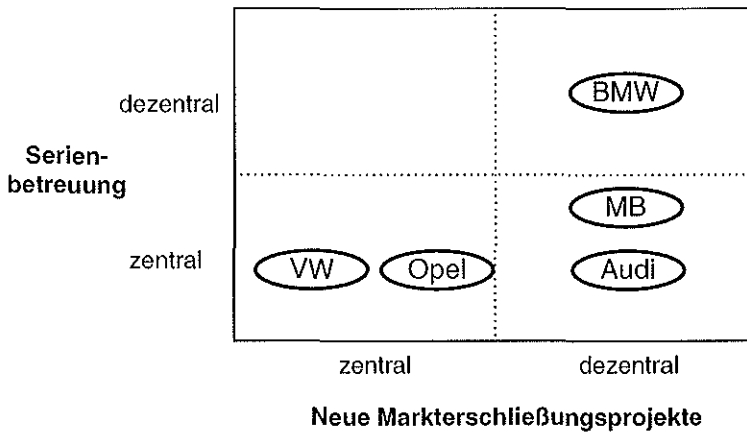 dezentral
BMW
Serien-
betreuung
MB
zentral
VW
Opel
Audi
zentral
dezentral
Neue Markterschließungsprojekte